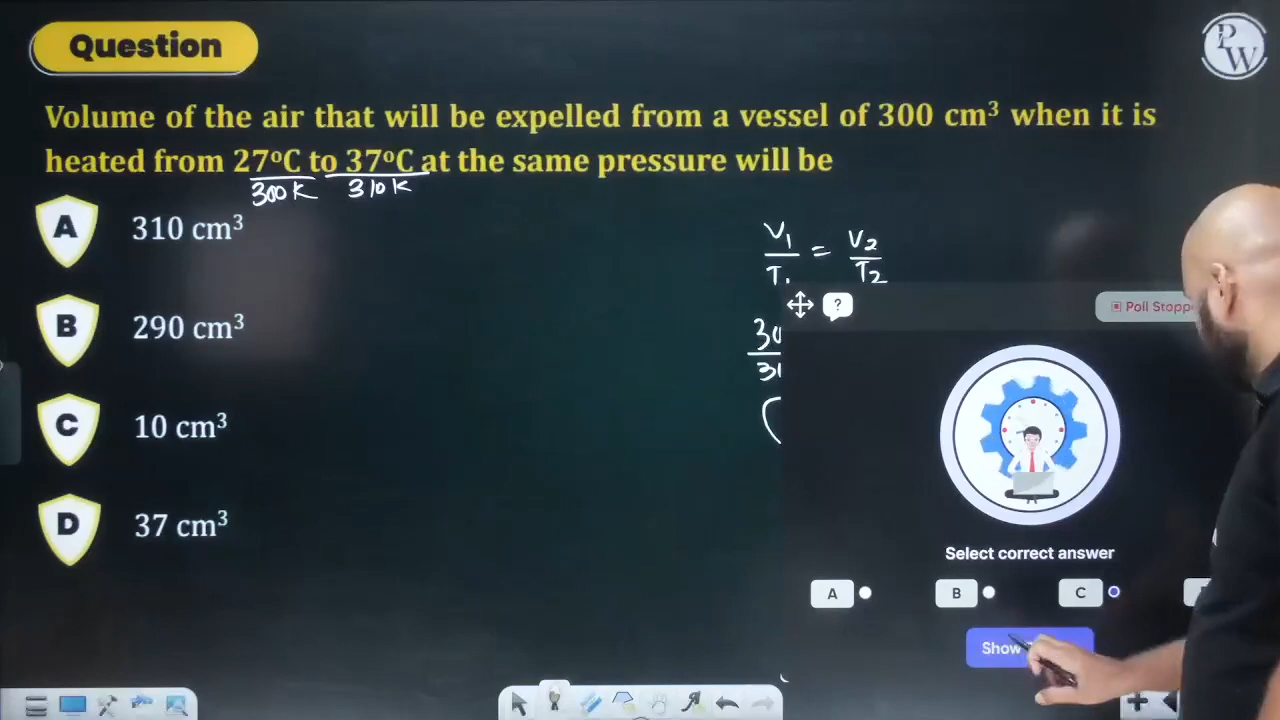 Question
PW
Volume of the air that will be expelled from a vessel of 300 cm³ when it is
heated from 27°C to 37°C at the same pressure will be
300 K 310 K
A 310 cm³
B 290 cm³
C 10 cm³
D 37 cm³
V₁/T₁ = V₂/T₂
?
Poll
Select correct answer
A
B
C
Show